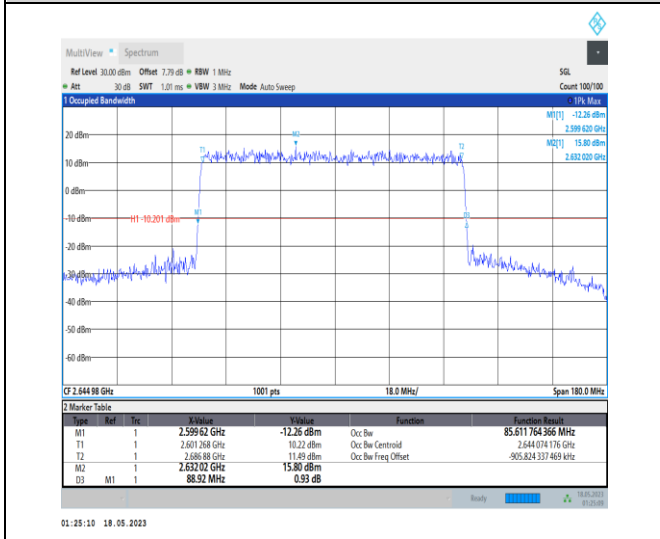 MultiView Spectrum
Ref Level 30.00 dBm Offset 7.79 dB RBW 1 MHz SGL
Att 30 dB SWT 1.01 ms VBW 3 MHz Mode Auto Sweep Count 100/100
1 Occupied Bandwidth 1Pk Max
M1[1] -12.26 dBm
2.599 620 GHz
M2[1] 15.80 dBm
2.632 020 GHz
20 dBm
M2
T1
T2
10 dBm
0 dBm
-10 dBm
H1 -10.201 dBm
M1
D3
-20 dBm
-30 dBm
-40 dBm
-50 dBm
-60 dBm
CF 2.644 98 GHz 1001 pts 18.0 MHz/ Span 180.0 MHz
2 Marker Table
Type Ref Trc X-Value Y-Value Function Function Result
M1 1 2.599 62 GHz -12.26 dBm Occ Bw 85.611 764 366 MHz
T1 1 2.601 268 GHz 10.22 dBm Occ Bw Centroid 2.644 074 176 GHz
T2 1 2.686 88 GHz 11.49 dBm Occ Bw Freq Offset -905.824 337 469 kHz
M2 1 2.632 02 GHz 15.80 dBm
D3 M1 1 88.92 MHz 0.93 dB
Ready 18.05.2023
01:25:09
01:25:10 18.05.2023